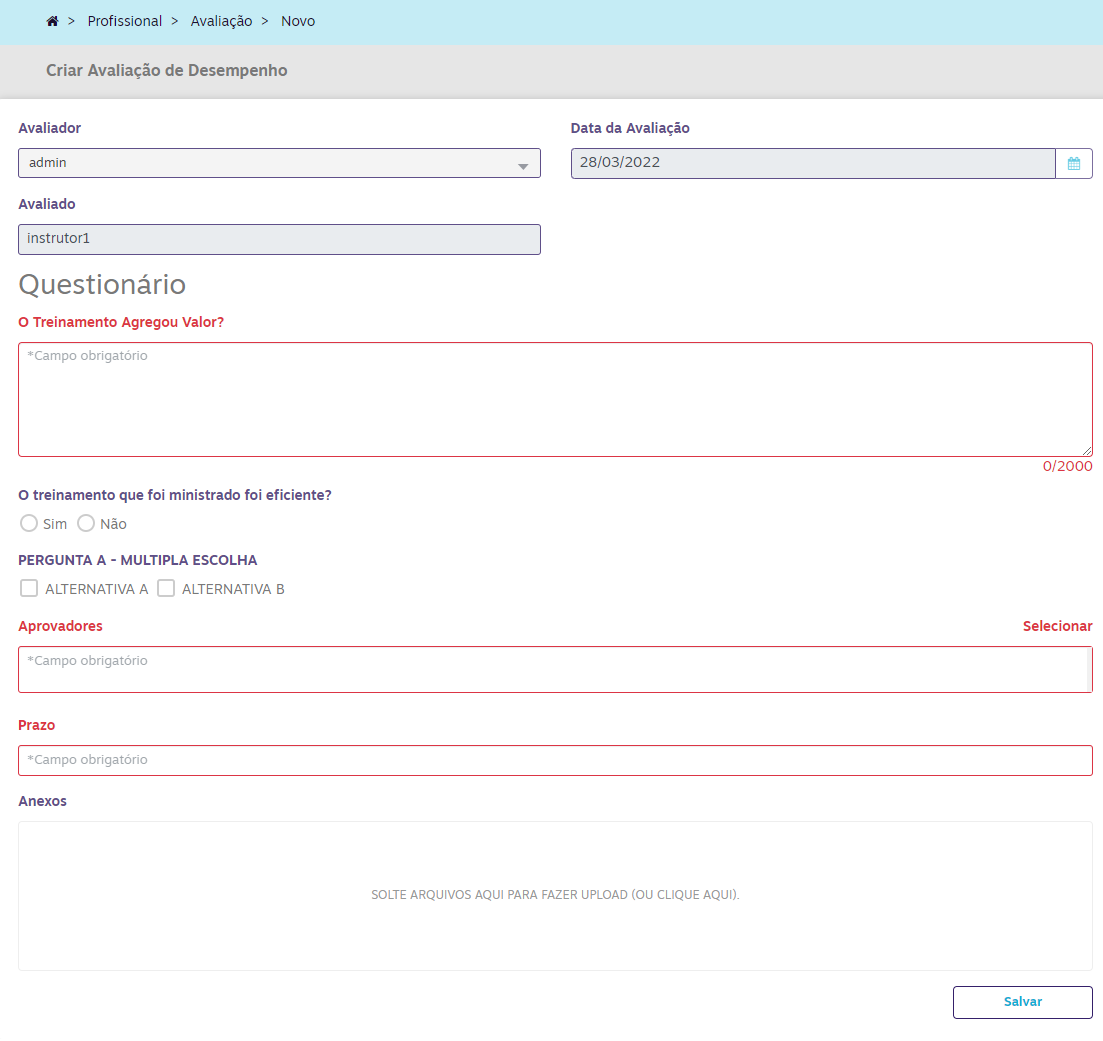 > Profissional > Avaliação > Novo
Criar Avaliação de Desempenho
Avaliador
Data da Avaliação
admin
28/03/2022
Avaliado
instrutor1
Questionário
O Treinamento Agregou Valor?
*Campo obrigatório
0/2000
O treinamento que foi ministrado foi eficiente?
Sim Não
PERGUNTA A - MULTIPLA ESCOLHA
ALTERNATIVA A ALTERNATIVA B
Aprovadores
Selecionar
*Campo obrigatório
Prazo
*Campo obrigatório
Anexos
SOLTE ARQUIVOS AQUI PARA FAZER UPLOAD (OU CLIQUE AQUI).
Salvar